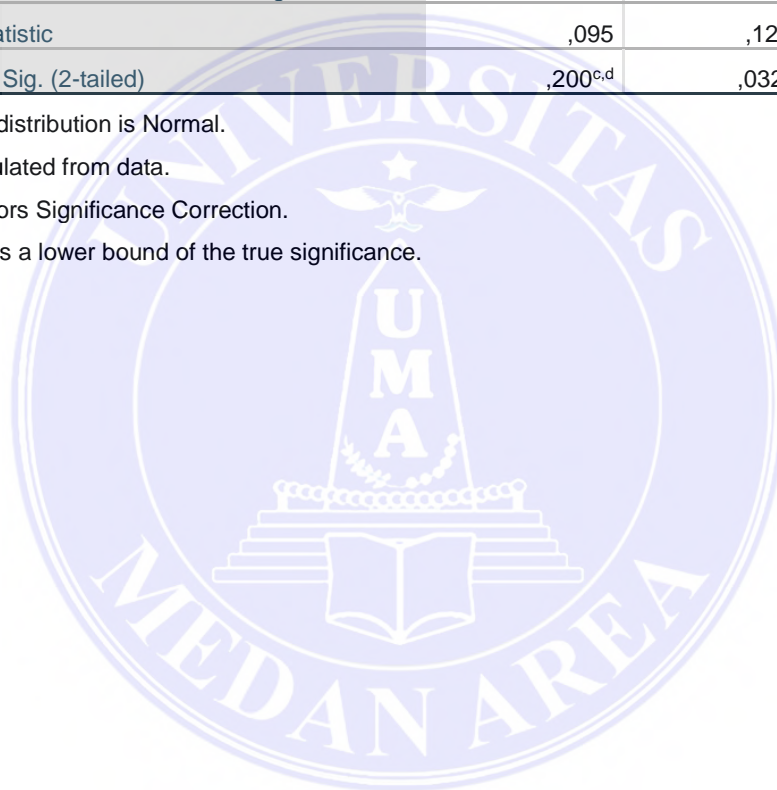 atistic ,095 ,12
Sig. (2-tailed) ,200c,d ,032
distribution is Normal.
ulated from data.
ors Significance Correction.
s a lower bound of the true significance.
UNIVERSITAS
UMA
MEDAN AREA